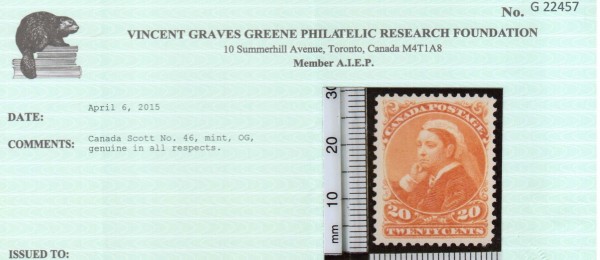 No. G 22457
VINCENT GRAVES GREENE PHILATELIC RESEARCH FOUNDATION
10 Summerhill Avenue, Toronto, Canada M4T1A8
Member A.I.E.P.
DATE: April 6, 2015
COMMENTS: Canada Scott No. 46, mint, OG,
genuine in all respects.
30
20
10
mm
CANADA POSTAGE
20 20
TWENTY CENTS
ISSUED TO: